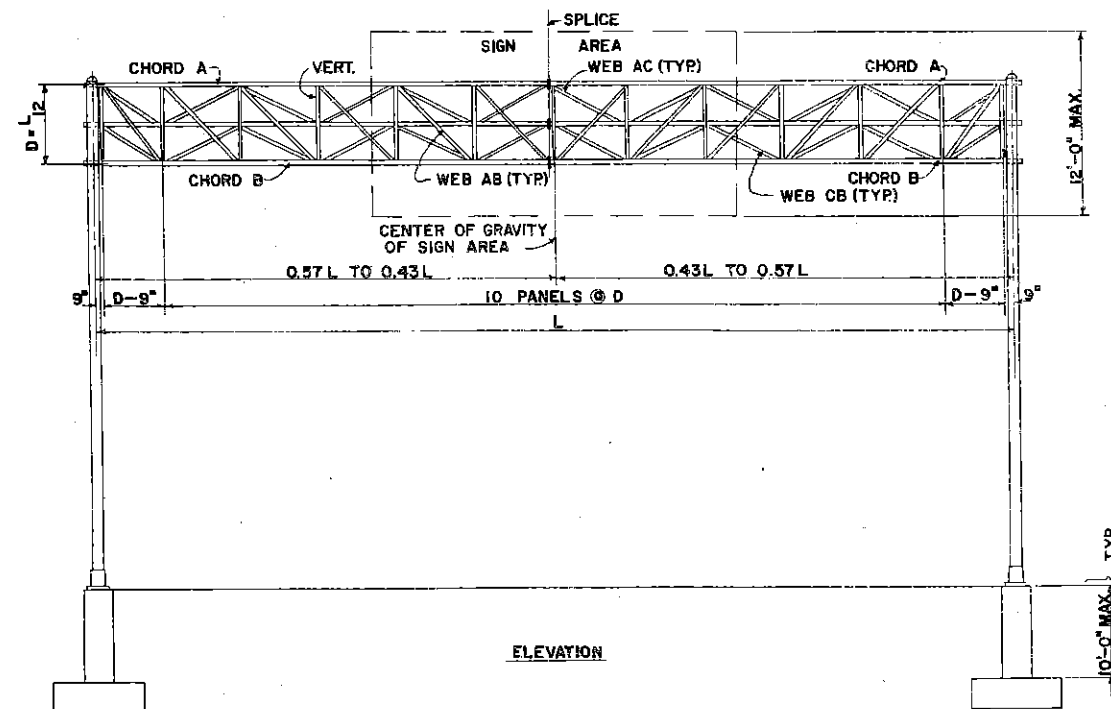 SPLICE
SIGN AREA
CHORD A
VERT.
WEB AC (TYP.)
CHORD A
D = L/12
12'-0" MAX.
CHORD B
WEB AB (TYP.)
CHORD B
WEB CB (TYP.)
CENTER OF GRAVITY
OF SIGN AREA
0.57 L TO 0.43 L
0.43 L TO 0.57 L
9"
D-9"
10 PANELS @ D
D-9"
9"
L
TYP.
10'-0" MAX.
ELEVATION